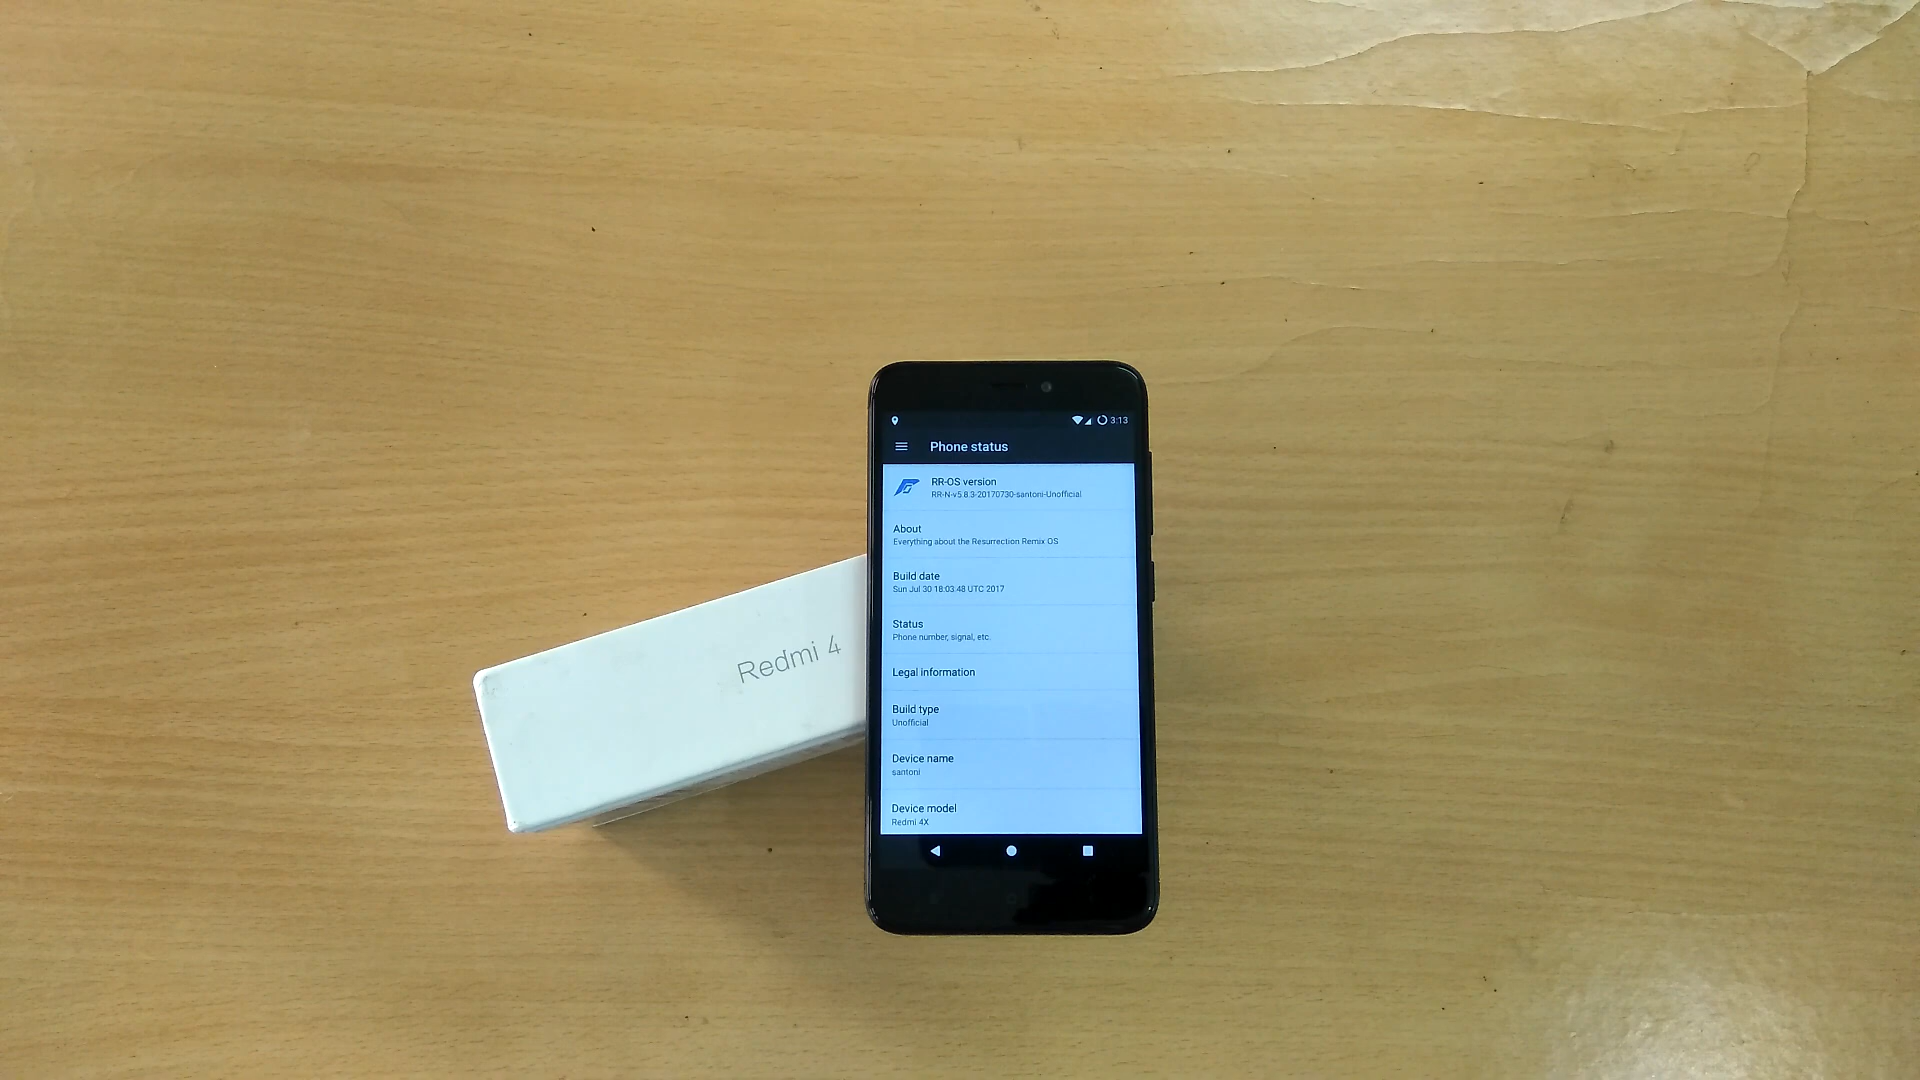 3:13
Phone status
RR-OS version
RR-N-v5.8.3-20170730-santoni-Unofficial
About
Everything about the Resurrection Remix OS
Build date
Sun Jul 30 18:03:48 UTC 2017
Status
Phone number, signal, etc.
Legal information
Build type
Unofficial
Device name
santoni
Device model
Redmi 4X
Redmi 4